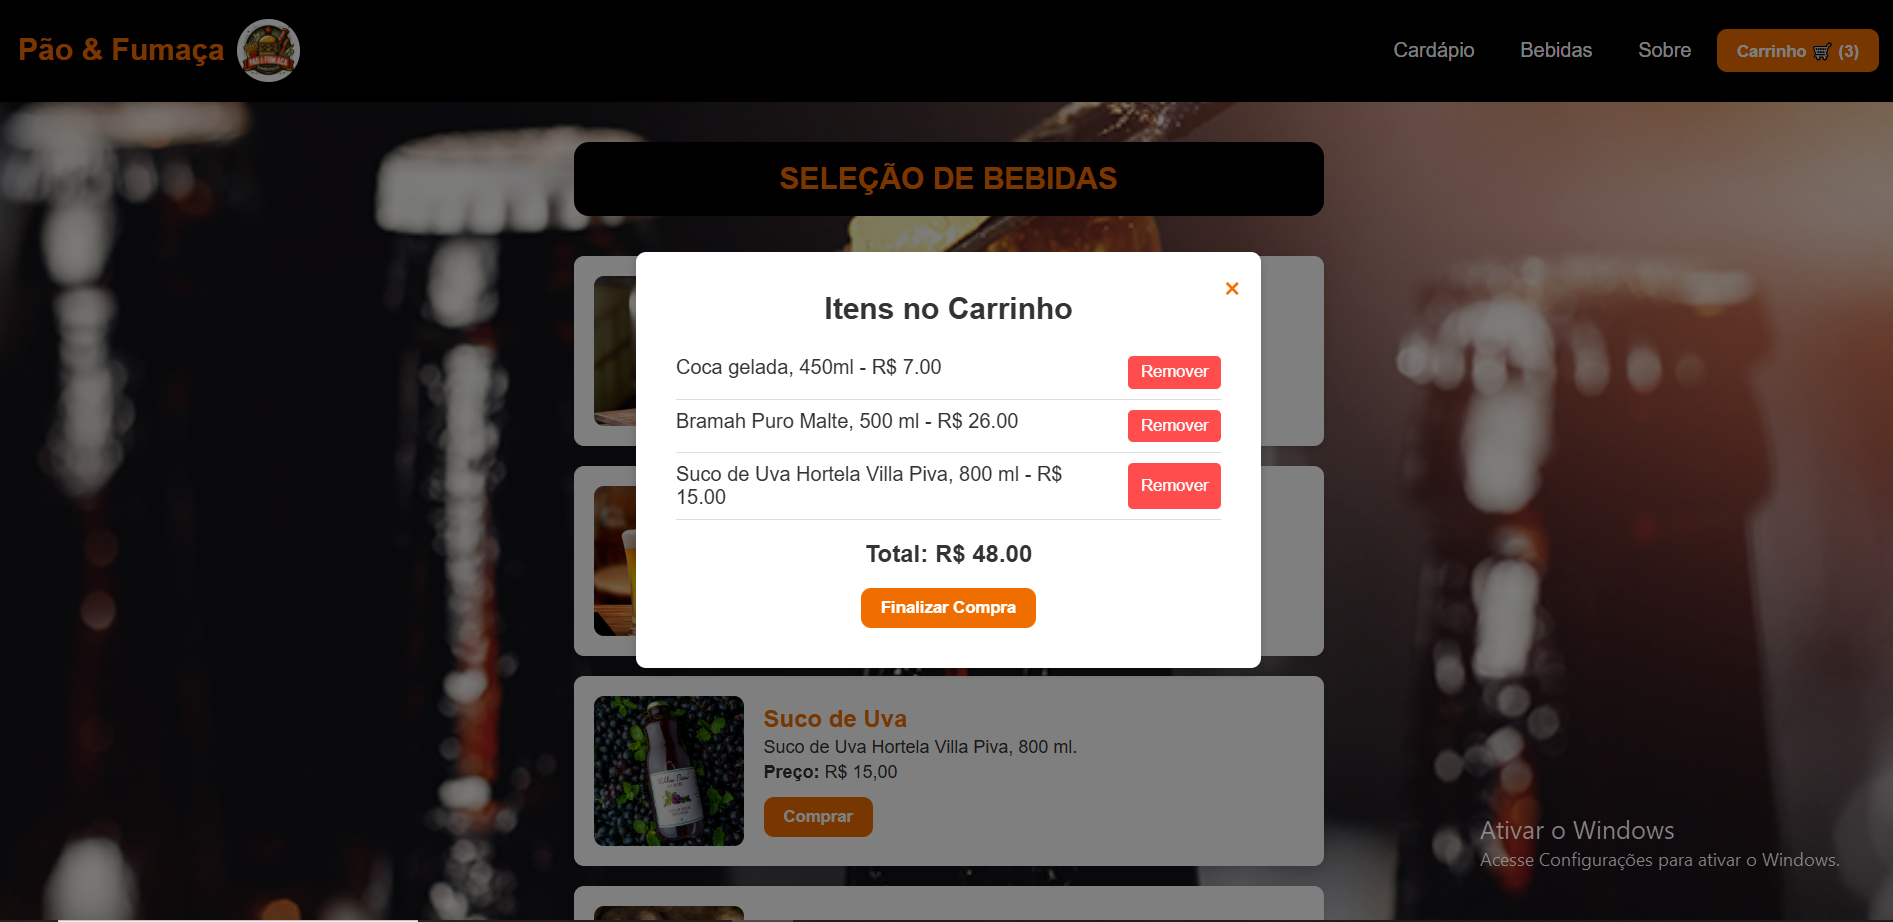 Pão & Fumaça
PÃO & FUMAÇA
Cardápio
Bebidas
Sobre
Carrinho 🛒 (3)
SELEÇÃO DE BEBIDAS
×
Itens no Carrinho
Coca gelada, 450ml - R$ 7.00
Remover
Bramah Puro Malte, 500 ml - R$ 26.00
Remover
Suco de Uva Hortela Villa Piva, 800 ml - R$
15.00
Remover
Total: R$ 48.00
Finalizar Compra
Suco de Uva
Suco de Uva Hortela Villa Piva, 800 ml.
Preço: R$ 15,00
Comprar
Ativar o Windows
Acesse Configurações para ativar o Windows.